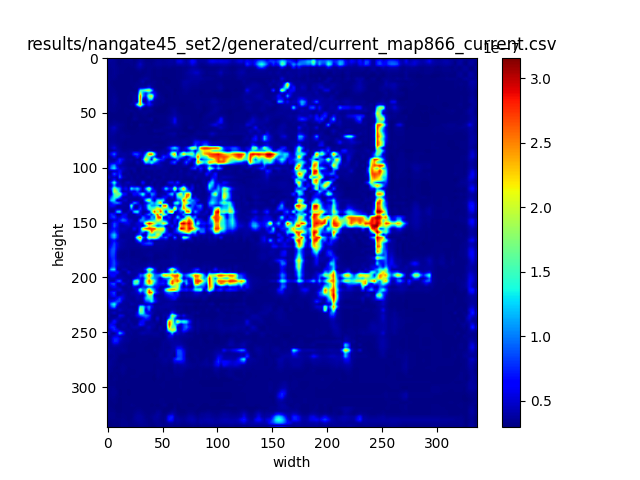 results/nangate45_set2/generated/current_map866_current.csv
1e−7
0
50
100
150
200
250
300
height
0 50 100 150 200 250 300
width
3.0
2.5
2.0
1.5
1.0
0.5